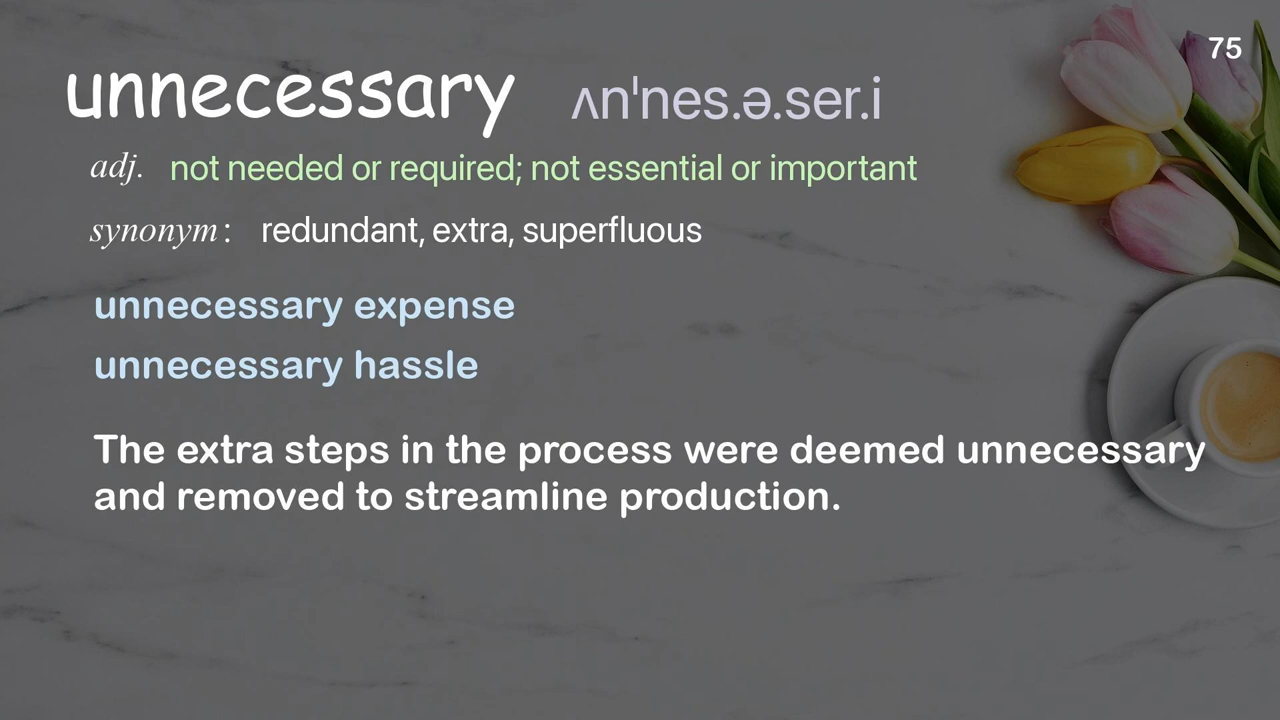 75
unnecessary ʌnˈnes.ə.ser.i
adj. not needed or required; not essential or important
synonym: redundant, extra, superfluous
unnecessary expense
unnecessary hassle
The extra steps in the process were deemed unnecessary
and removed to streamline production.